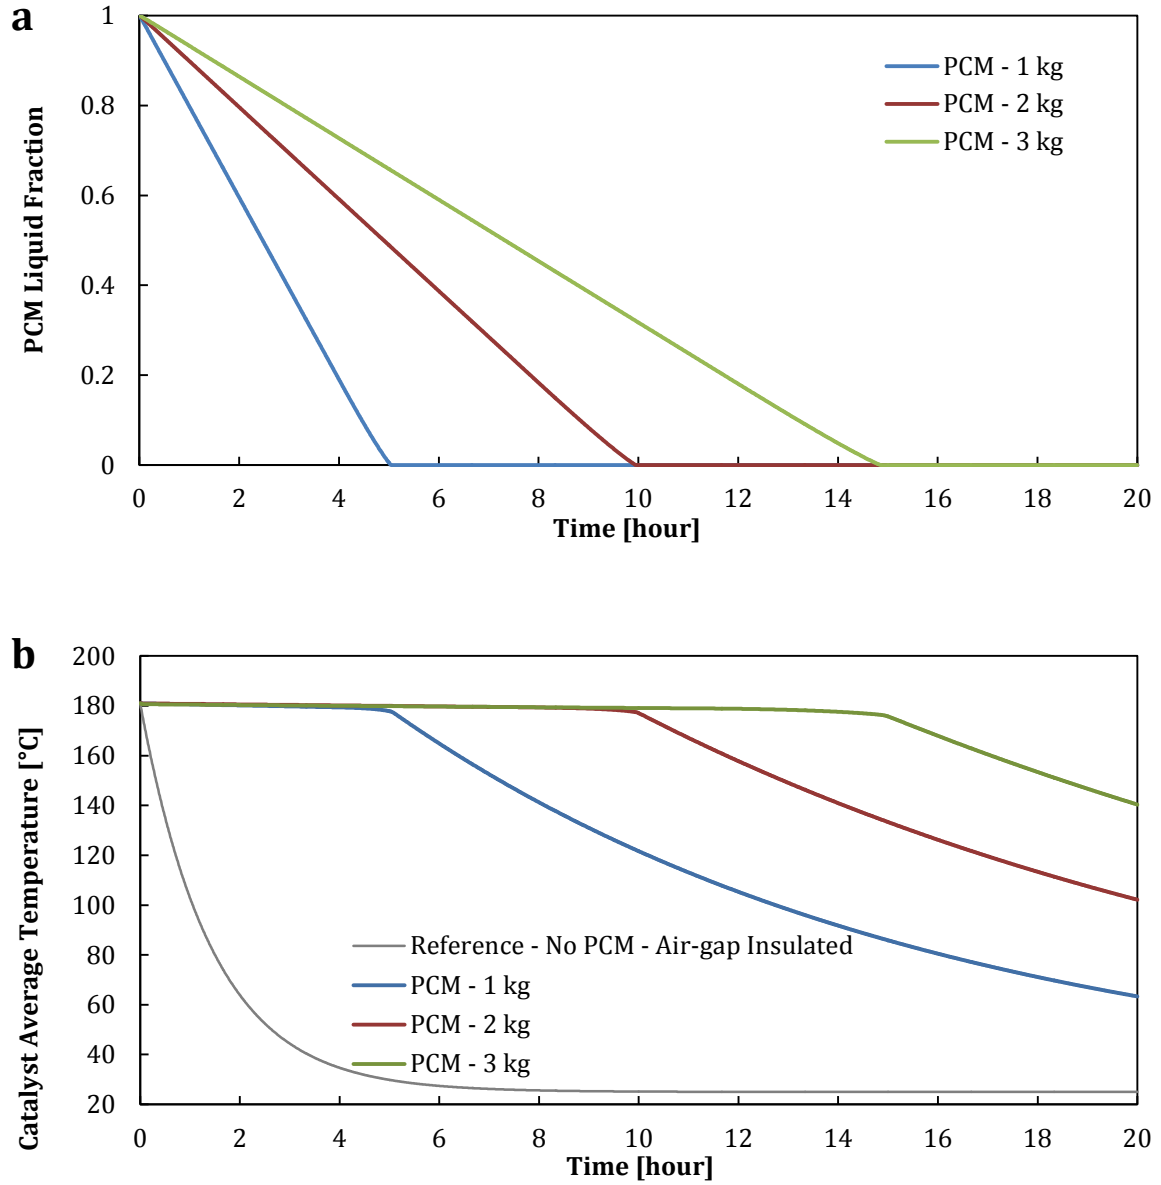 a
PCM Liquid Fraction
1
0.8
0.6
0.4
0.2
0
0 2 4 6 8 10 12 14 16 18 20
Time [hour]
PCM - 1 kg
PCM - 2 kg
PCM - 3 kg
b
Catalyst Average Temperature [°C]
200
180
160
140
120
100
80
60
40
20
0 2 4 6 8 10 12 14 16 18 20
Time [hour]
Reference - No PCM - Air-gap Insulated
PCM - 1 kg
PCM - 2 kg
PCM - 3 kg